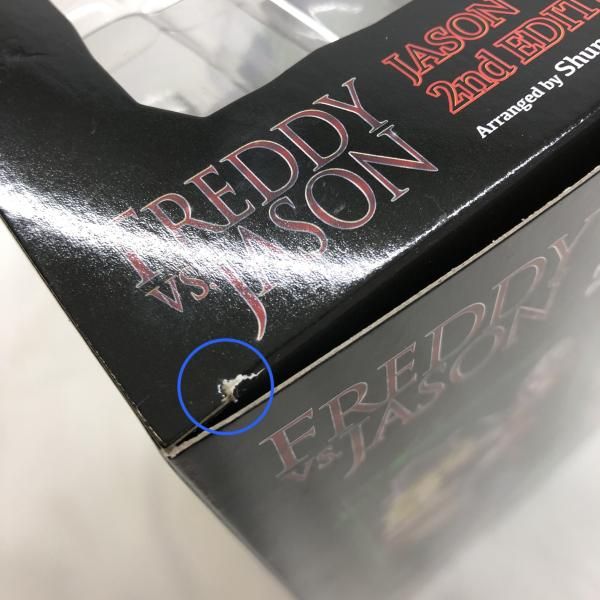 JASON
2nd EDIT
Arranged by Shun
FREDDY
vs. JASON
FREDDY
vs. JASON